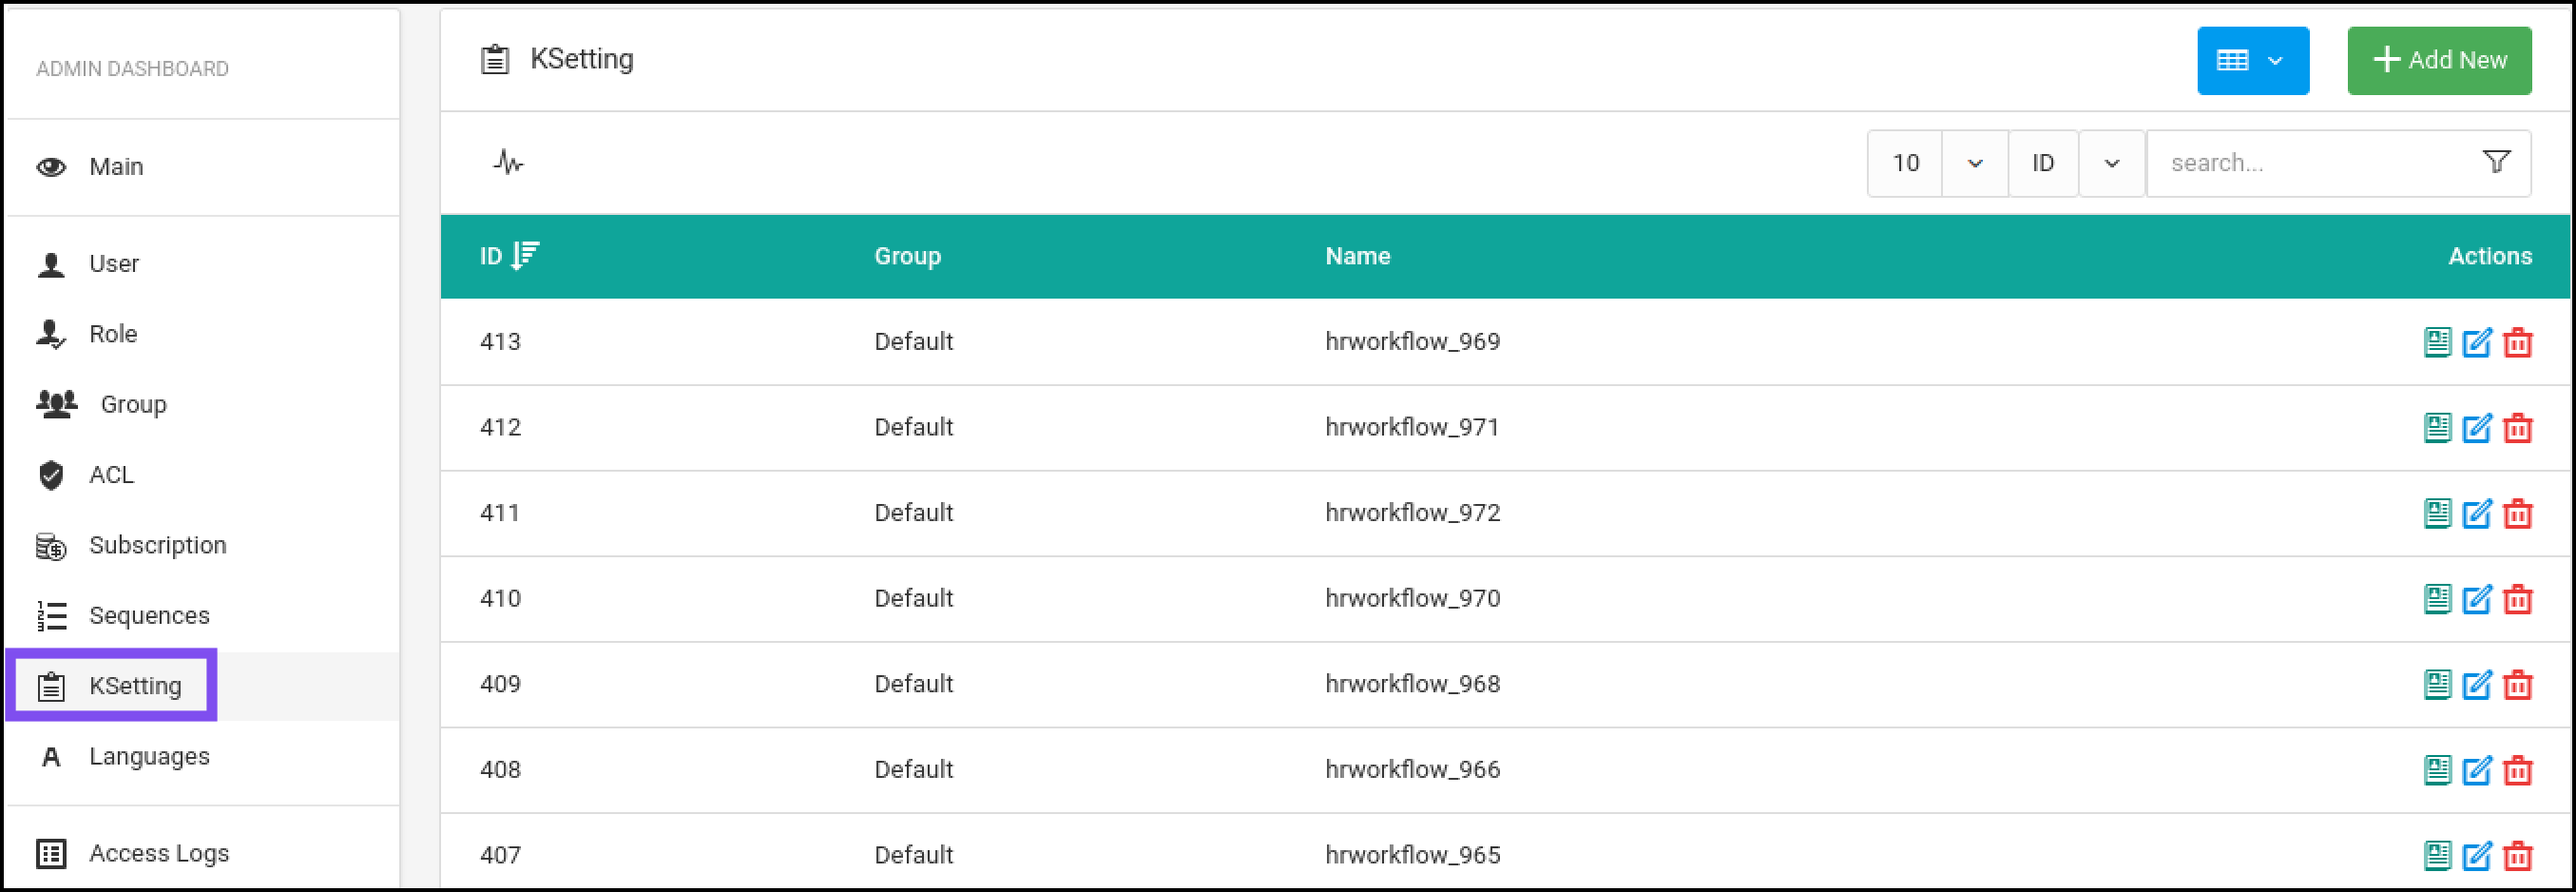 ADMIN DASHBOARD
Main
User
Role
Group
ACL
Subscription
Sequences
KSetting
Languages
Access Logs
KSetting
Add New
10 ID search...
ID Group Name Actions
413 Default hrworkflow_969
412 Default hrworkflow_971
411 Default hrworkflow_972
410 Default hrworkflow_970
409 Default hrworkflow_968
408 Default hrworkflow_966
407 Default hrworkflow_965